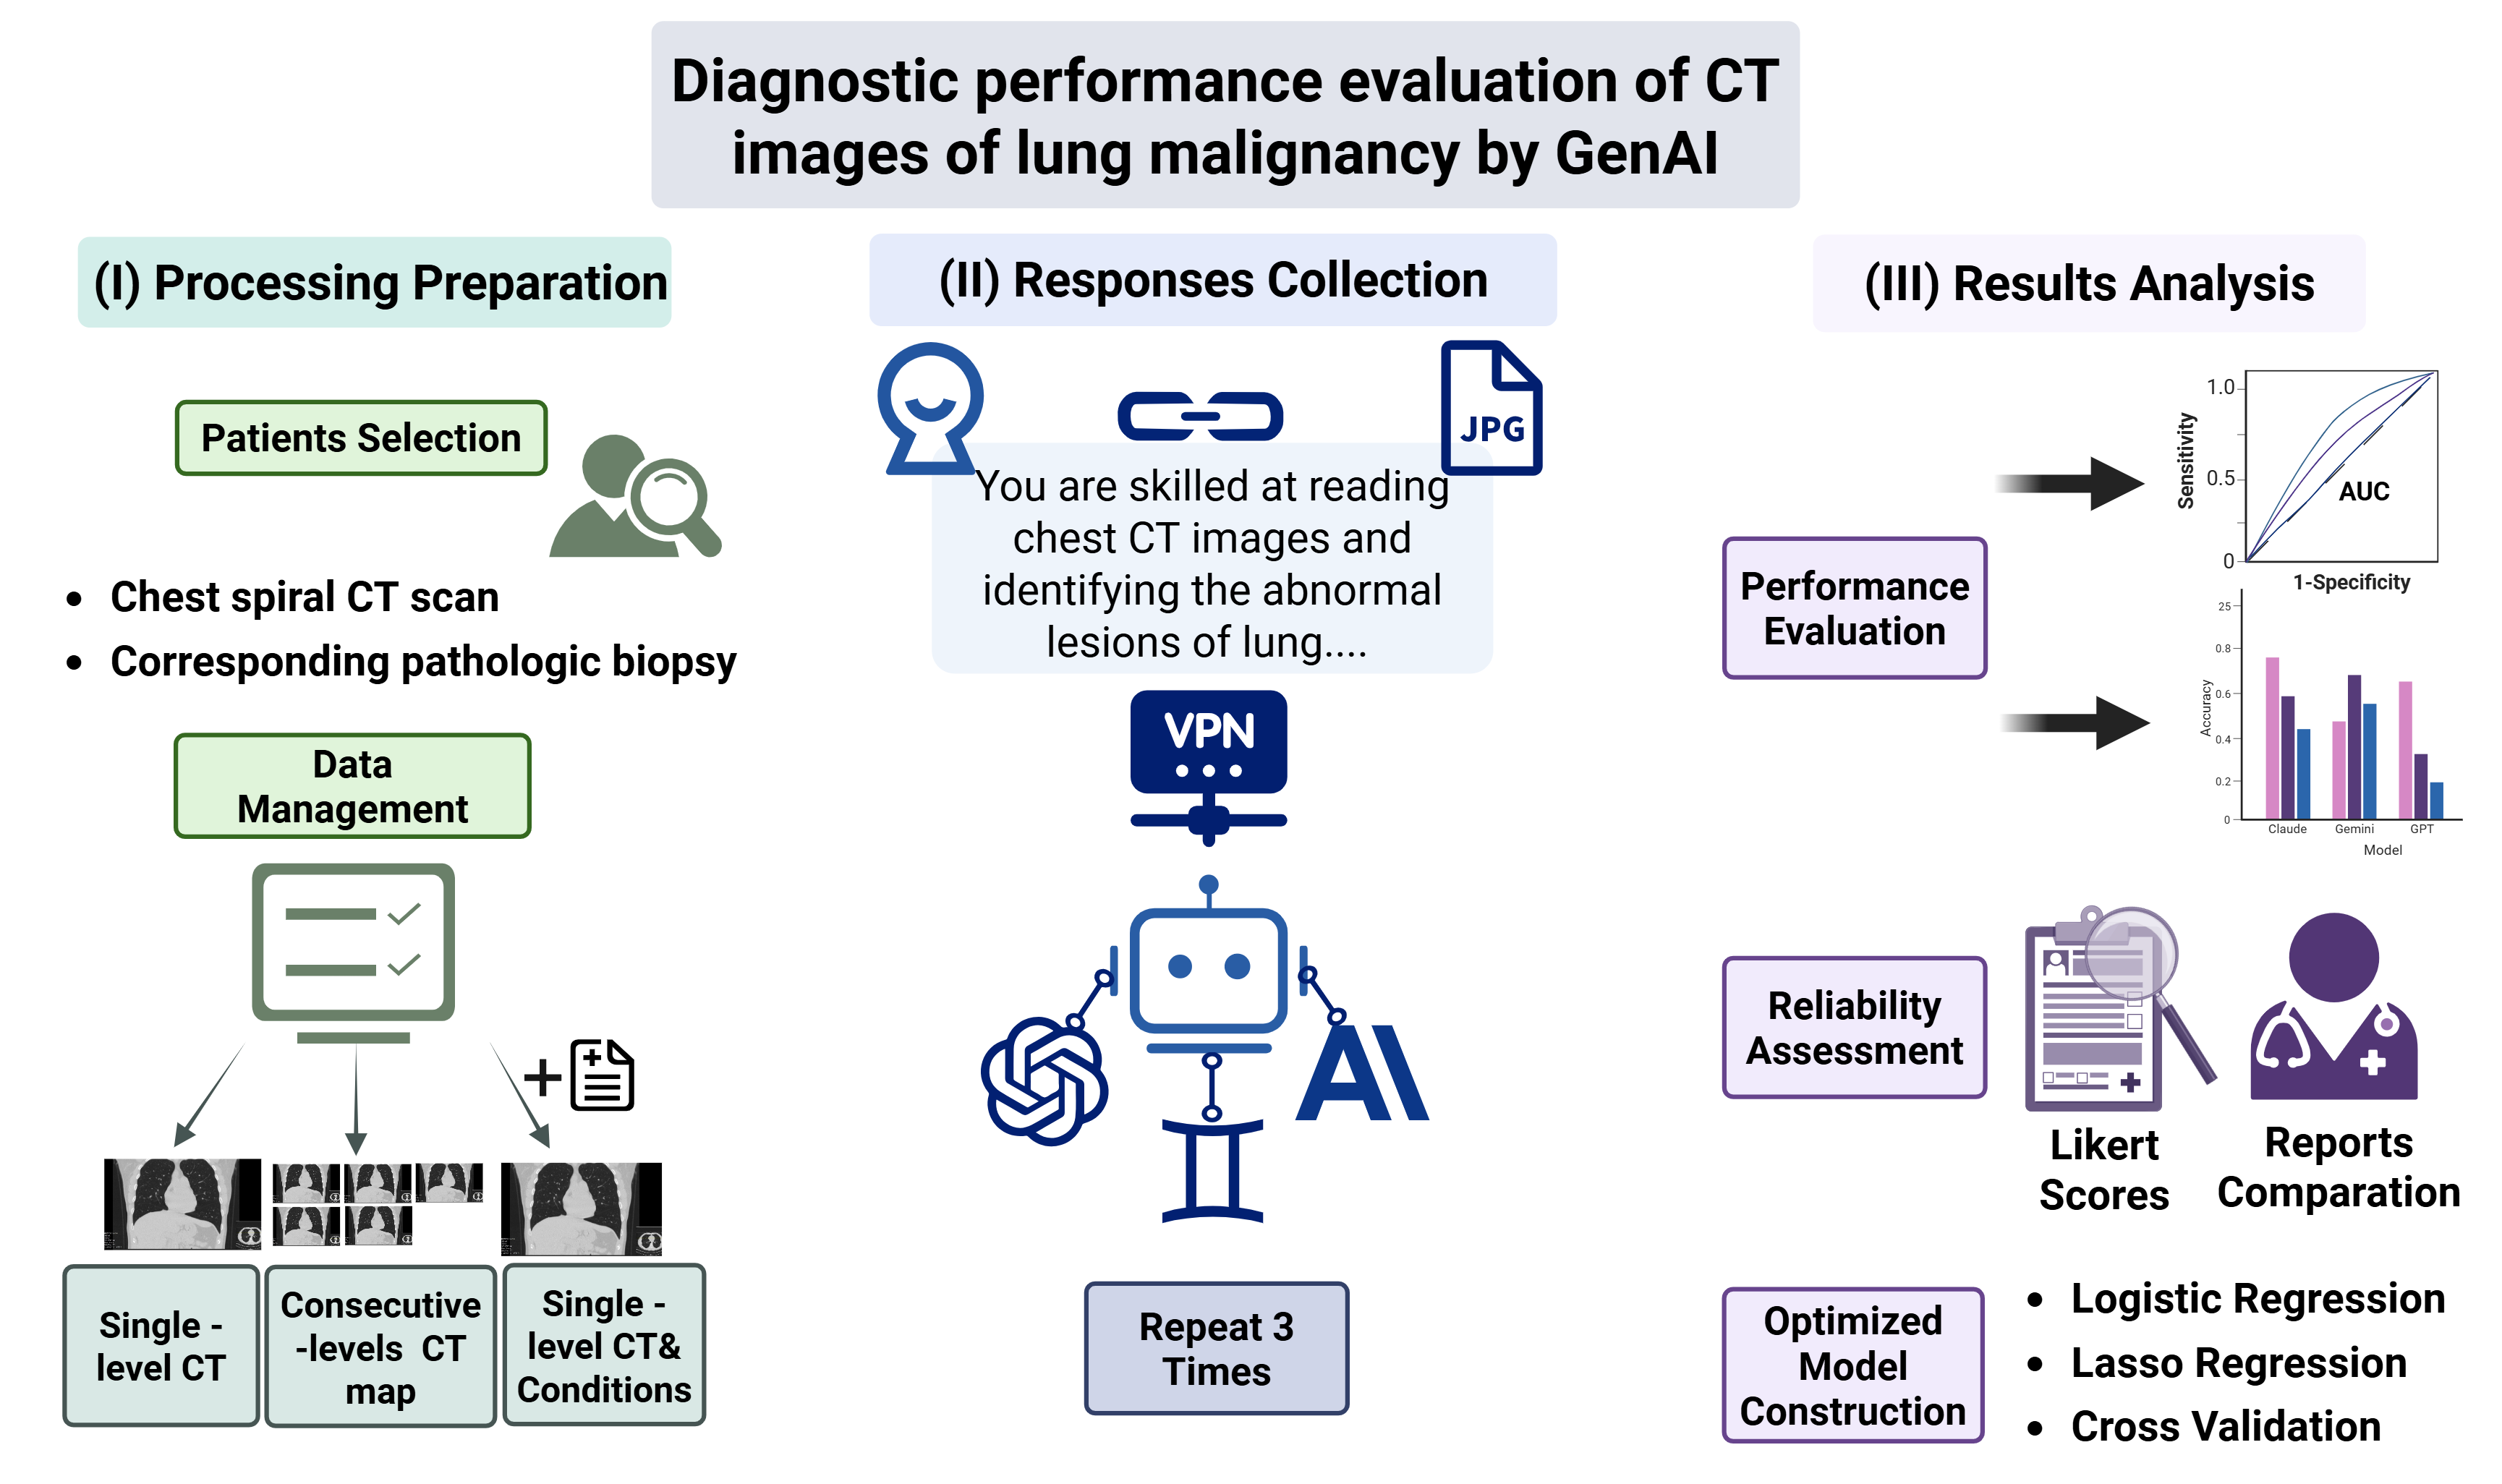 Diagnostic performance evaluation of CT
images of lung malignancy by GenAI
(I) Processing Preparation
Patients Selection
• Chest spiral CT scan
• Corresponding pathologic biopsy
Data
Management
+
Single -
level CT
Consecutive
-levels CT
map
Single -
level CT&
Conditions
(II) Responses Collection
JPG
You are skilled at reading
chest CT images and
identifying the abnormal
lesions of lung....
VPN
AI
Repeat 3
Times
(III) Results Analysis
Performance
Evaluation
1.0
0.5
0
Sensitivity
AUC
1-Specificity
25
0.8
0.6
0.4
0.2
0
Accuracy
Claude Gemini GPT
Model
Reliability
Assessment
Likert
Scores
Reports
Comparation
Optimized
Model
Construction
• Logistic Regression
• Lasso Regression
• Cross Validation